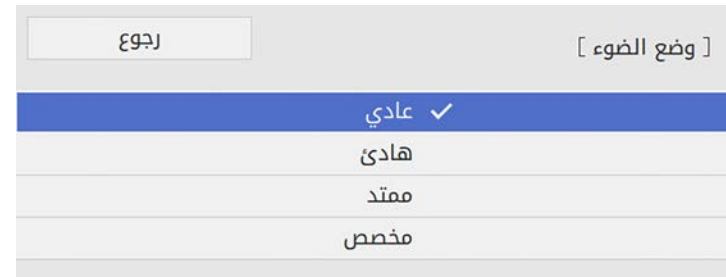 [ وضع الضوء ]
رجوع
عادي
هادئ
ممتد
مخصص